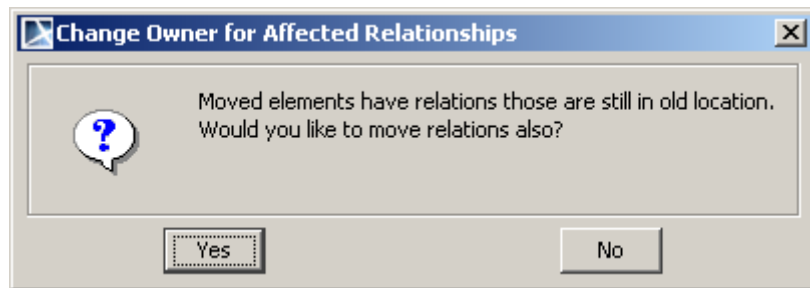 Change Owner for Affected Relationships
Moved elements have relations those are still in old location.
Would you like to move relations also?
Yes
No